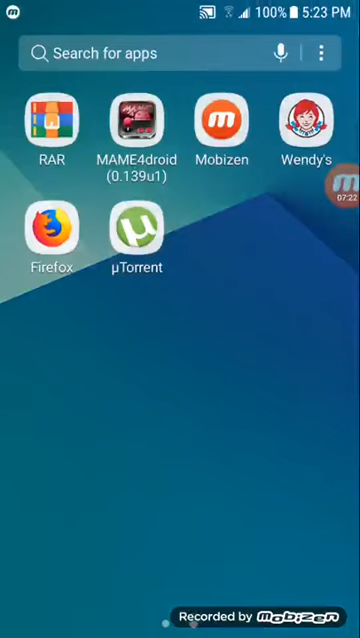 100% 5:23 PM
Search for apps
RAR
MAME4droid
(0.139u1)
Mobizen
Wendy's
07:22
Firefox
µTorrent
Recorded by Mobizen